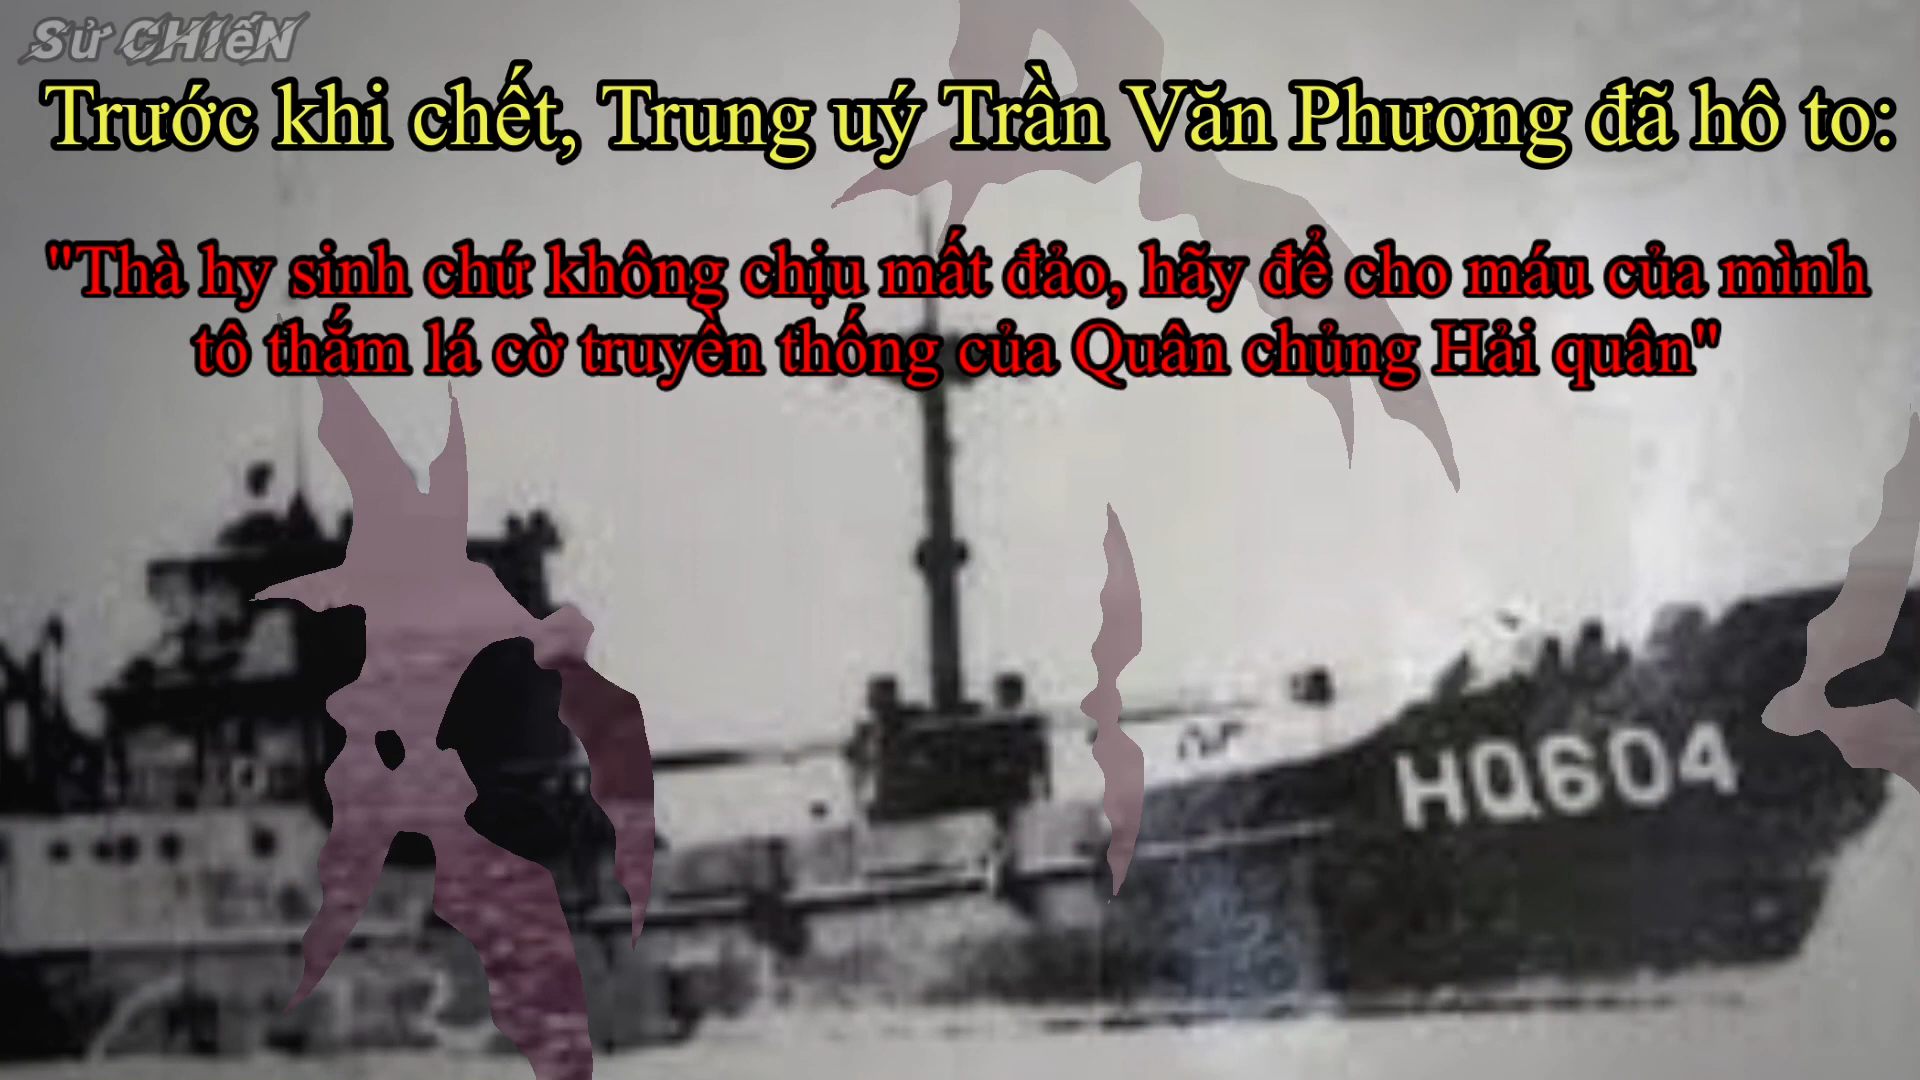 Sử CHIếN
Trước khi chết, Trung uý Trần Văn Phương đã hô to:
"Thà hy sinh chứ không chịu mất đảo, hãy để cho máu của mình
tô thắm lá cờ truyền thống của Quân chủng Hải quân"
HQ604